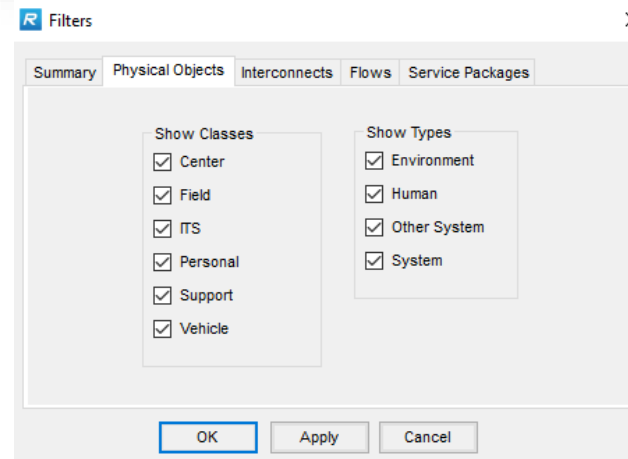 R Filters
Summary Physical Objects Interconnects Flows Service Packages
Show Classes
Center
Field
ITS
Personal
Support
Vehicle
Show Types
Environment
Human
Other System
System
OK Apply Cancel